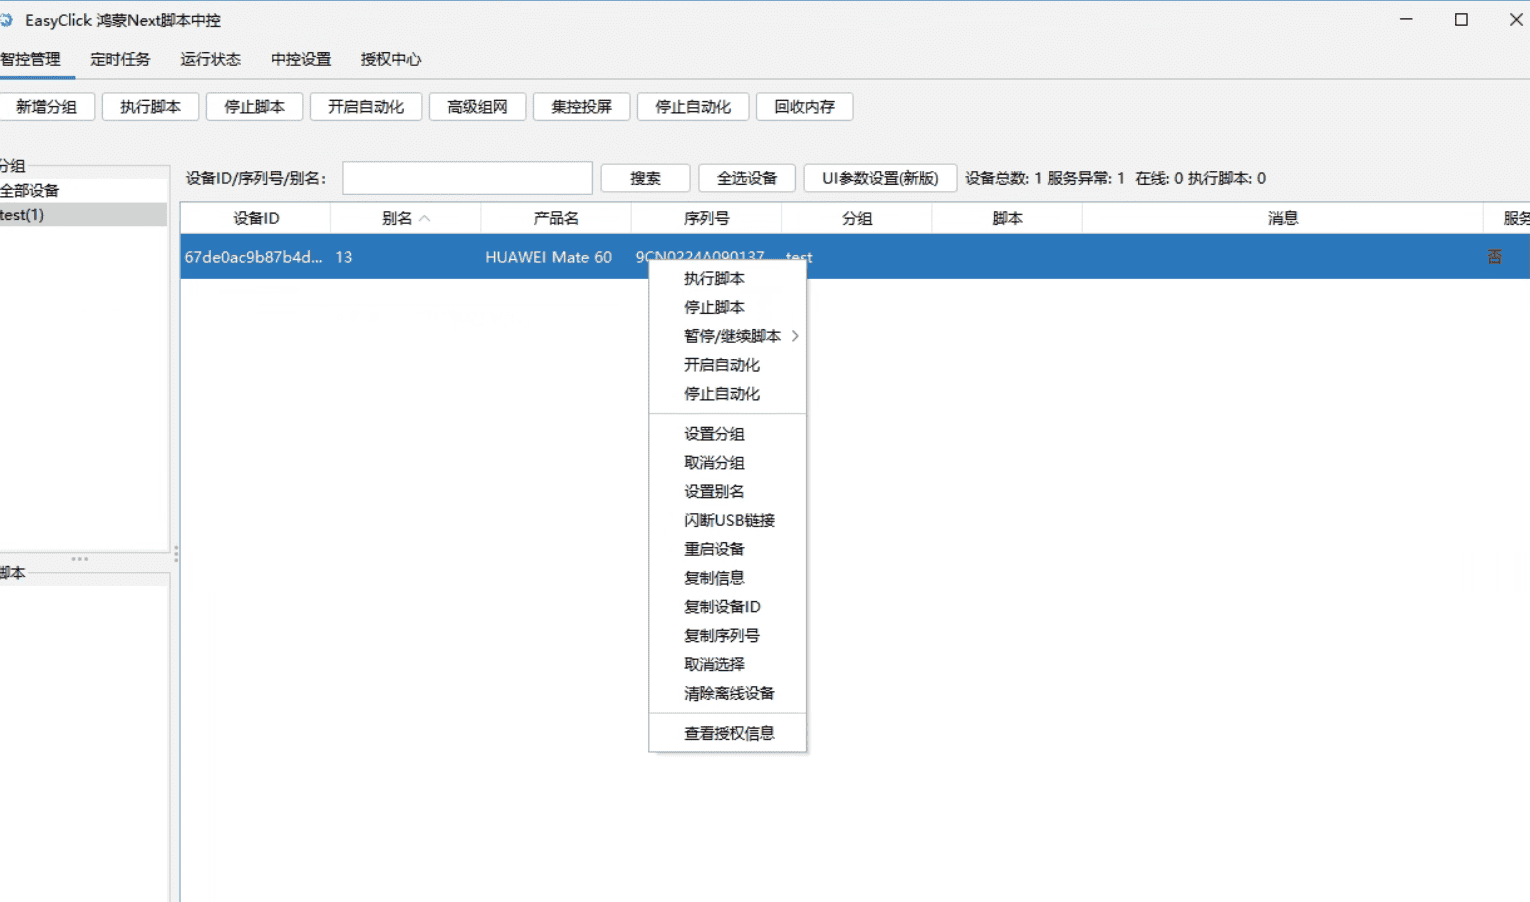 EasyClick 鸿蒙Next脚本中控
智控管理 定时任务 运行状态 中控设置 授权中心
新增分组 执行脚本 停止脚本 开启自动化 高级组网 集控投屏 停止自动化 回收内存
分组
全部设备
test(1)
设备ID/序列号/别名: 搜索 全选设备 UI参数设置(新版) 设备总数: 1 服务异常: 1 在线: 0 执行脚本: 0
设备ID 别名 产品名 序列号 分组 脚本 消息 服务
67de0ac9b87b4d... 13 HUAWEI Mate 60 9CN0224A090137 test 否
执行脚本
停止脚本
暂停/继续脚本
开启自动化
停止自动化
设置分组
取消分组
设置别名
闪断USB链接
重启设备
复制信息
复制设备ID
复制序列号
取消选择
清除离线设备
查看授权信息
脚本